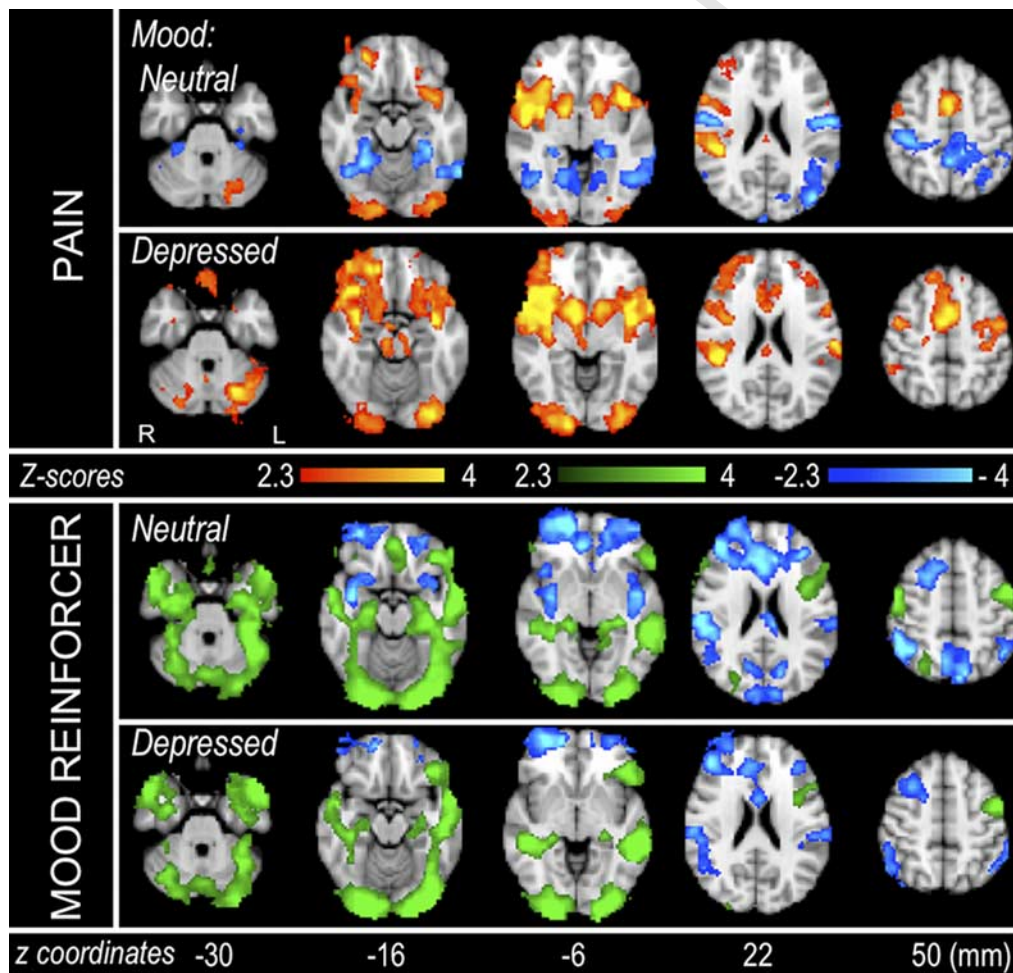 Mood:
Neutral
PAIN
Depressed
R L
Z-scores 2.3 4 2.3 4 -2.3 - 4
Neutral
MOOD REINFORCER
Depressed
z coordinates -30 -16 -6 22 50 (mm)